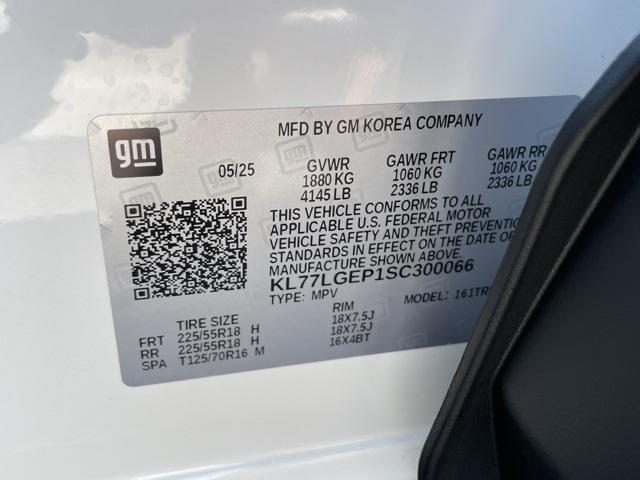 MFD BY GM KOREA COMPANY
gm
05/25 GVWR GAWR FRT GAWR RR
1880 KG 1060 KG 1060 KG
4145 LB 2336 LB 2336 LB
THIS VEHICLE CONFORMS TO ALL
APPLICABLE U.S. FEDERAL MOTOR
VEHICLE SAFETY AND THEFT PREVENTION
STANDARDS IN EFFECT ON THE DATE OF
MANUFACTURE SHOWN ABOVE.
KL77LGEP1SC300066
TYPE: MPV MODEL:
TIRE SIZE RIM
FRT 225/55R18 H 18X7.5J
RR 225/55R18 H 18X7.5J
SPA T125/70R16 M 16X4BT